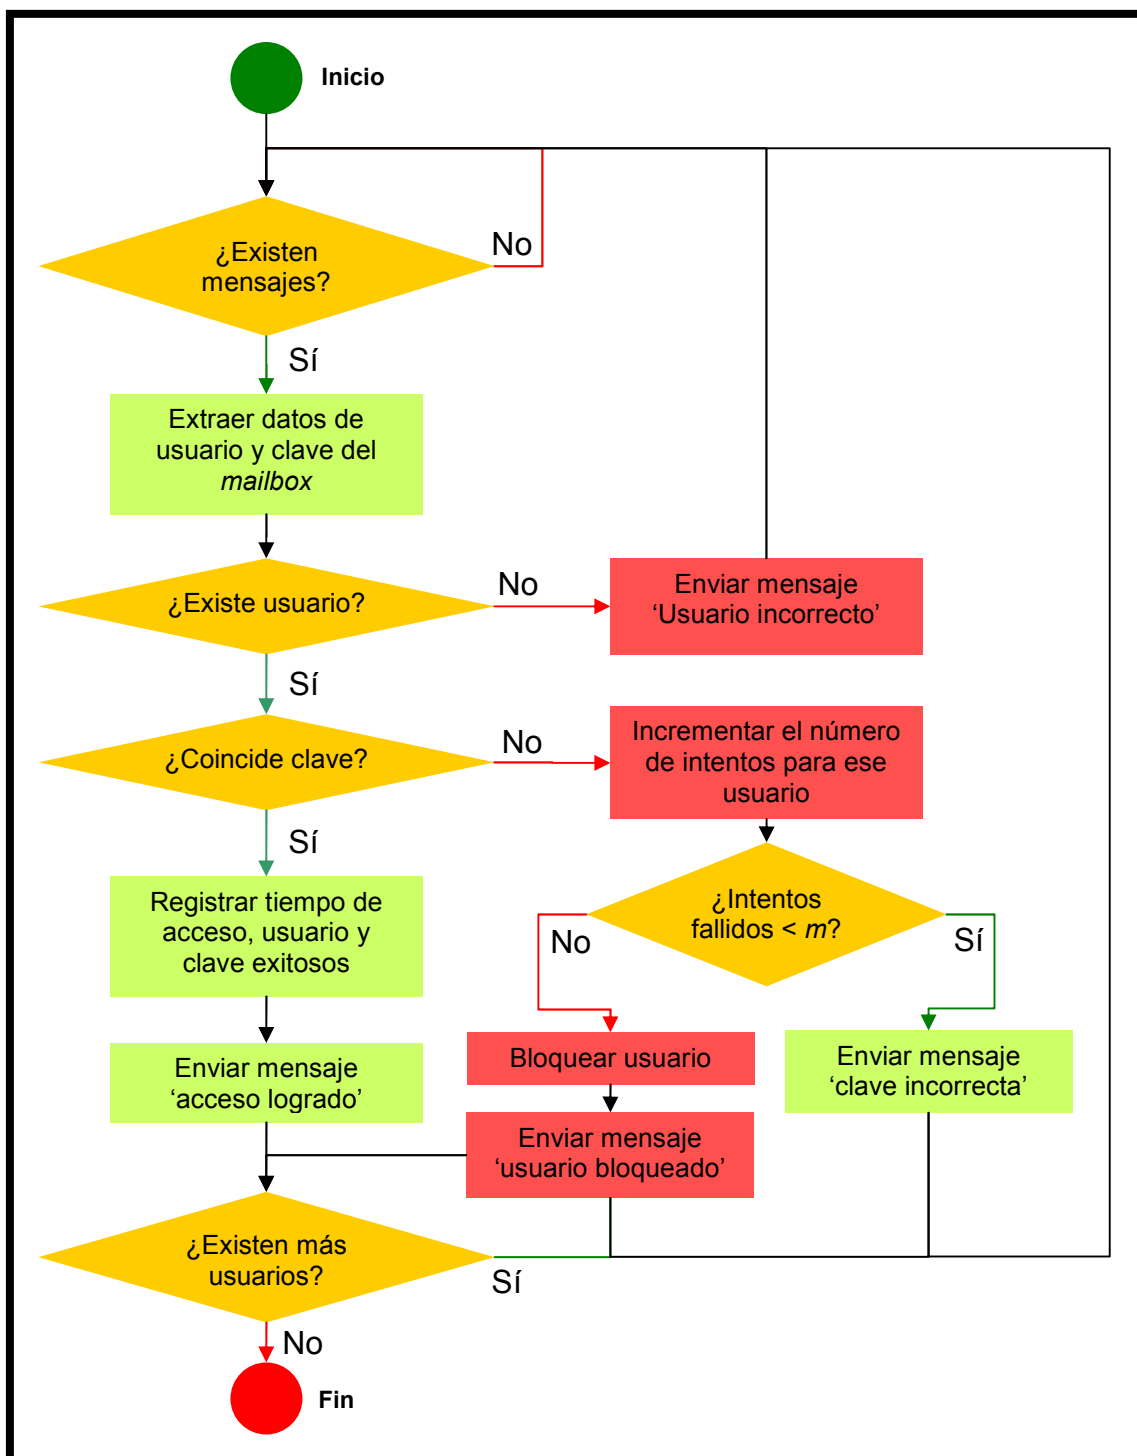 Inicio
¿Existen
mensajes?
No
Sí
Extraer datos de
usuario y clave del
mailbox
¿Existe usuario?
No
Enviar mensaje
‘Usuario incorrecto’
Sí
¿Coincide clave?
No
Incrementar el número
de intentos para ese
usuario
Sí
Registrar tiempo de
acceso, usuario y
clave exitosos
¿Intentos
fallidos < m?
No
Sí
Enviar mensaje
‘acceso logrado’
Bloquear usuario
Enviar mensaje
‘clave incorrecta’
Enviar mensaje
‘usuario bloqueado’
¿Existen más
usuarios?
Sí
No
Fin